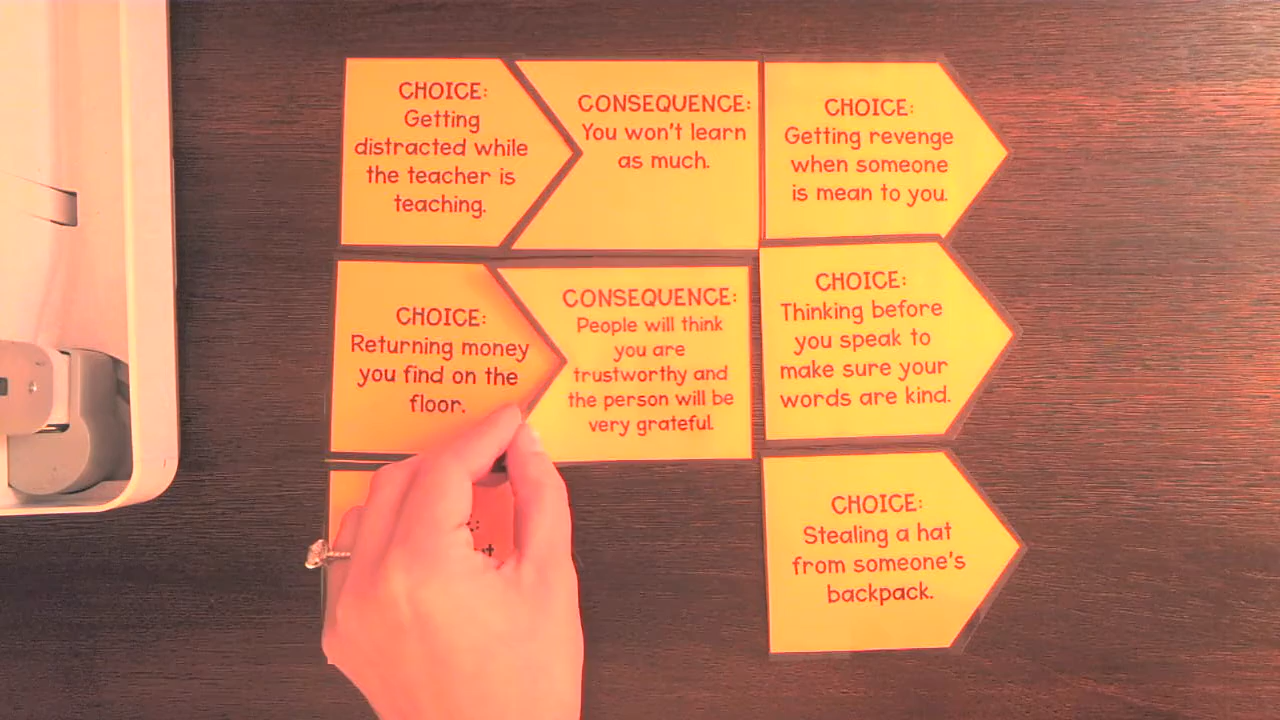 CHOICE:
Getting
distracted while
the teacher is
teaching.
CONSEQUENCE:
You won't learn
as much.
CHOICE:
Getting revenge
when someone
is mean to you.
CHOICE:
Returning money
you find on the
floor.
CONSEQUENCE:
People will think
you are
trustworthy and
the person will be
very grateful.
CHOICE:
Thinking before
you speak to
make sure your
words are kind.
CHOICE:
Stealing a hat
from someone's
backpack.